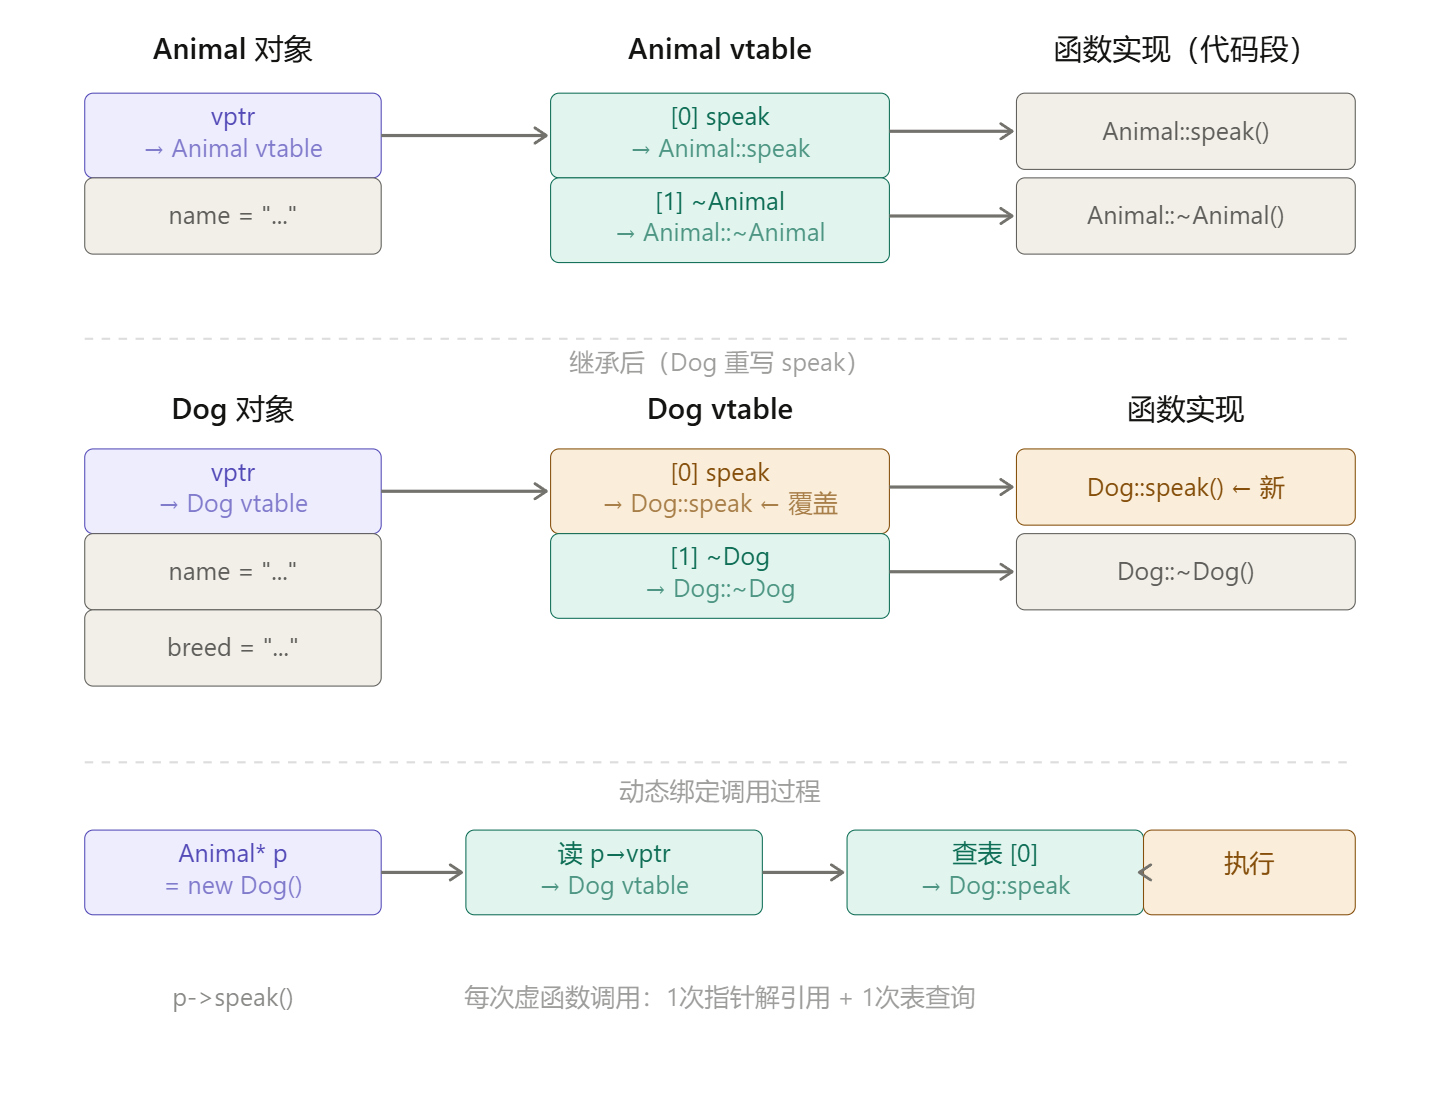 Animal 对象
Animal vtable
函数实现（代码段）
vptr
→ Animal vtable
name = "..."
[0] speak
→ Animal::speak
[1] ~Animal
→ Animal::~Animal
Animal::speak()
Animal::~Animal()
继承后（Dog 重写 speak）
Dog 对象
Dog vtable
函数实现
vptr
→ Dog vtable
name = "..."
breed = "..."
[0] speak
→ Dog::speak ← 覆盖
[1] ~Dog
→ Dog::~Dog
Dog::speak() ← 新
Dog::~Dog()
动态绑定调用过程
Animal* p
= new Dog()
读 p→vptr
→ Dog vtable
查表 [0]
→ Dog::speak
执行
p->speak()
每次虚函数调用：1次指针解引用 + 1次表查询